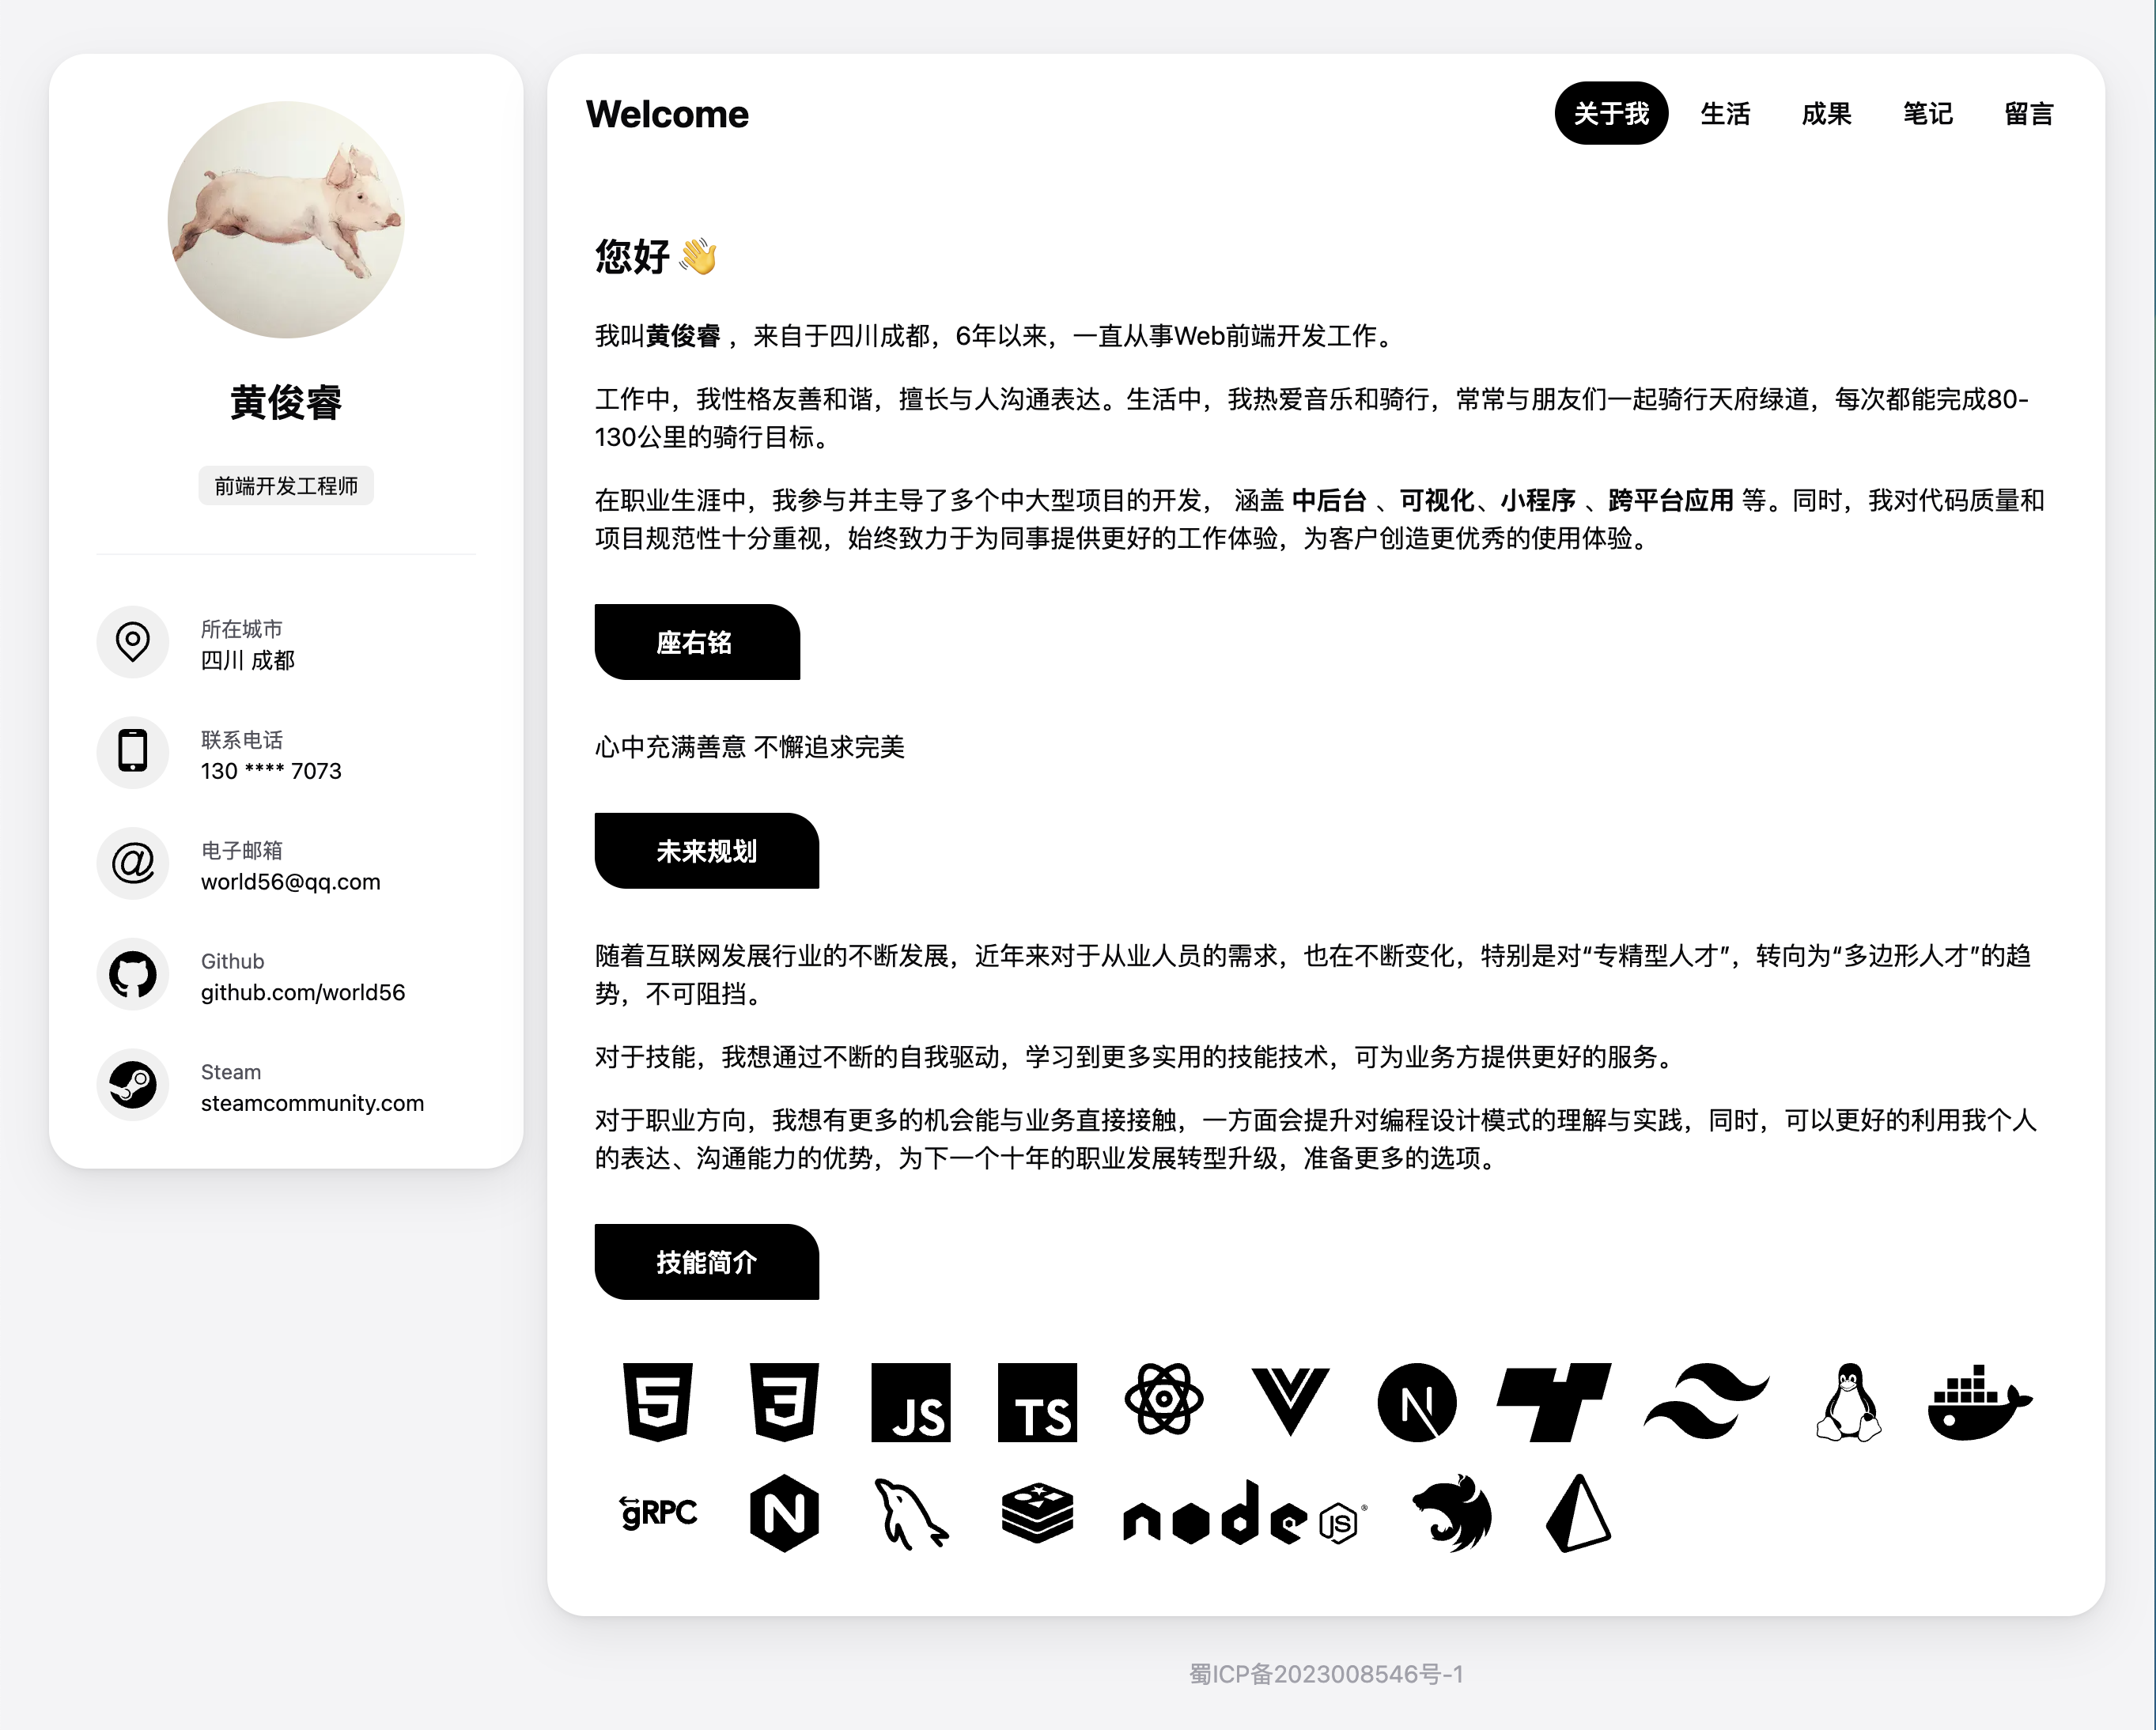 黄俊睿
前端开发工程师
所在城市
四川 成都
联系电话
130 **** 7073
电子邮箱
world56@qq.com
Github
github.com/world56
Steam
steamcommunity.com
Welcome
关于我 生活 成果 笔记 留言
您好 👋
我叫黄俊睿 ，来自于四川成都，6年以来，一直从事Web前端开发工作。
工作中，我性格友善和谐，擅长与人沟通表达。生活中，我热爱音乐和骑行，常常与朋友们一起骑行天府绿道，每次都能完成80-
130公里的骑行目标。
在职业生涯中，我参与并主导了多个中大型项目的开发， 涵盖 中后台 、可视化、小程序 、跨平台应用 等。同时，我对代码质量和
项目规范性十分重视，始终致力于为同事提供更好的工作体验，为客户创造更优秀的使用体验。
座右铭
心中充满善意 不懈追求完美
未来规划
随着互联网发展行业的不断发展，近年来对于从业人员的需求，也在不断变化，特别是对“专精型人才”，转向为“多边形人才”的趋
势，不可阻挡。
对于技能，我想通过不断的自我驱动，学习到更多实用的技能技术，可为业务方提供更好的服务。
对于职业方向，我想有更多的机会能与业务直接接触，一方面会提升对编程设计模式的理解与实践，同时，可以更好的利用我个人
的表达、沟通能力的优势，为下一个十年的职业发展转型升级，准备更多的选项。
技能简介
5 3 JS TS N
gRPC N node JS ®
蜀ICP备2023008546号-1